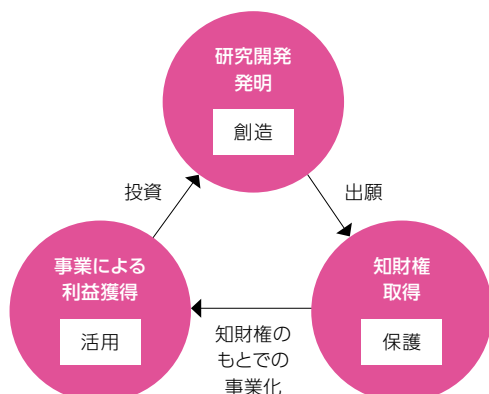 研究開発
発明
創造
投資
出願
事業による
利益獲得
活用
知財権の
もとでの
事業化
知財権
取得
保護